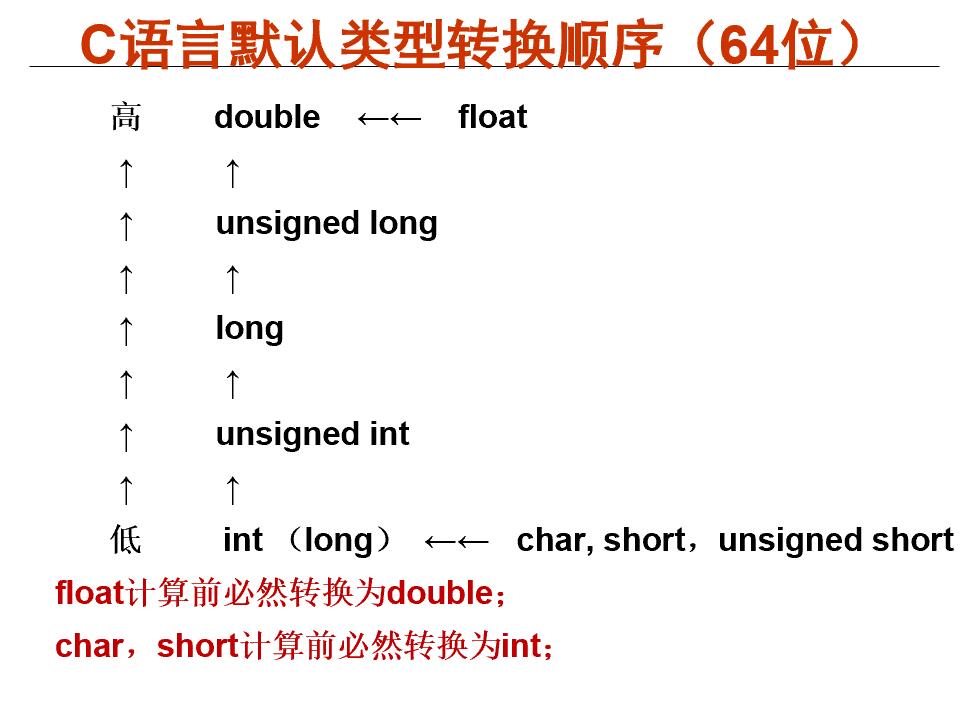 C语言默认类型转换顺序（64位）
高 double ←← float
↑ ↑
↑ unsigned long
↑ ↑
↑ long
↑ ↑
↑ unsigned int
↑ ↑
低 int （long） ←← char, short，unsigned short
float计算前必然转换为double；
char，short计算前必然转换为int；